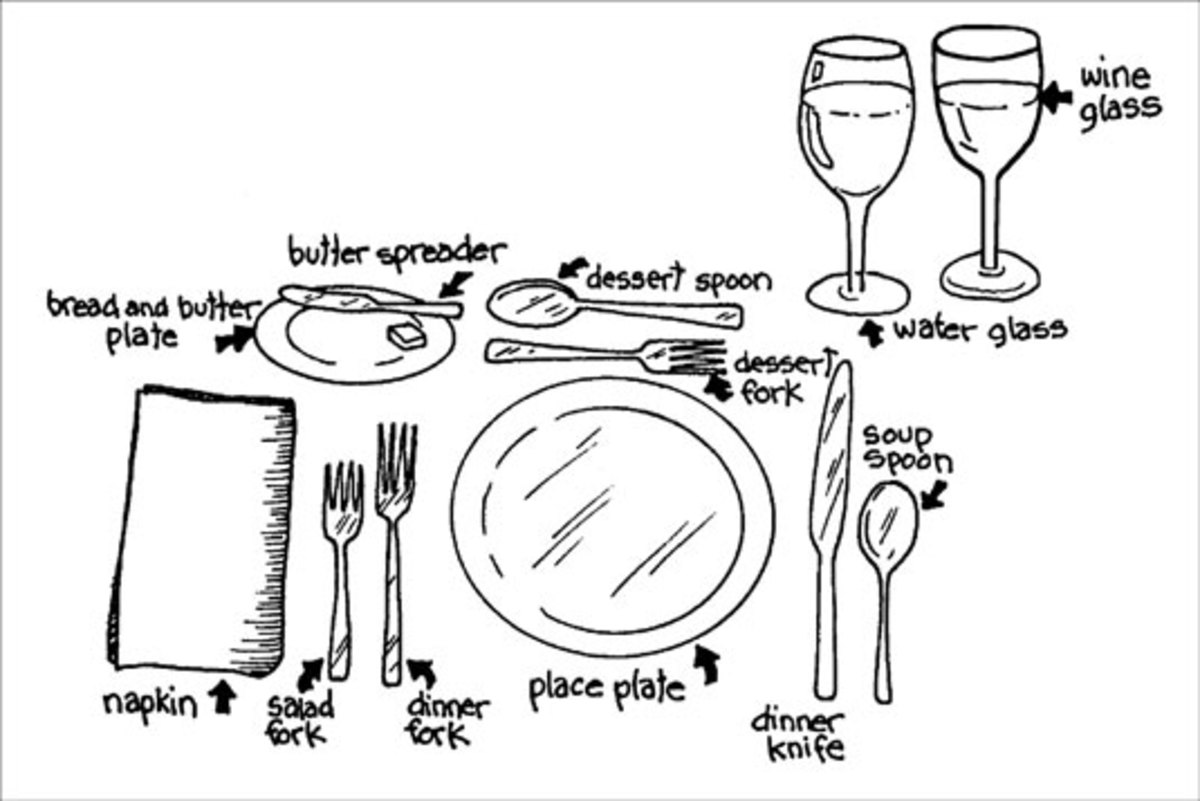 wine
glass
butter spreader
dessert spoon
bread and butter
plate
water glass
dessert
fork
soup
spoon
napkin
salad
fork
dinner
fork
place plate
dinner
knife